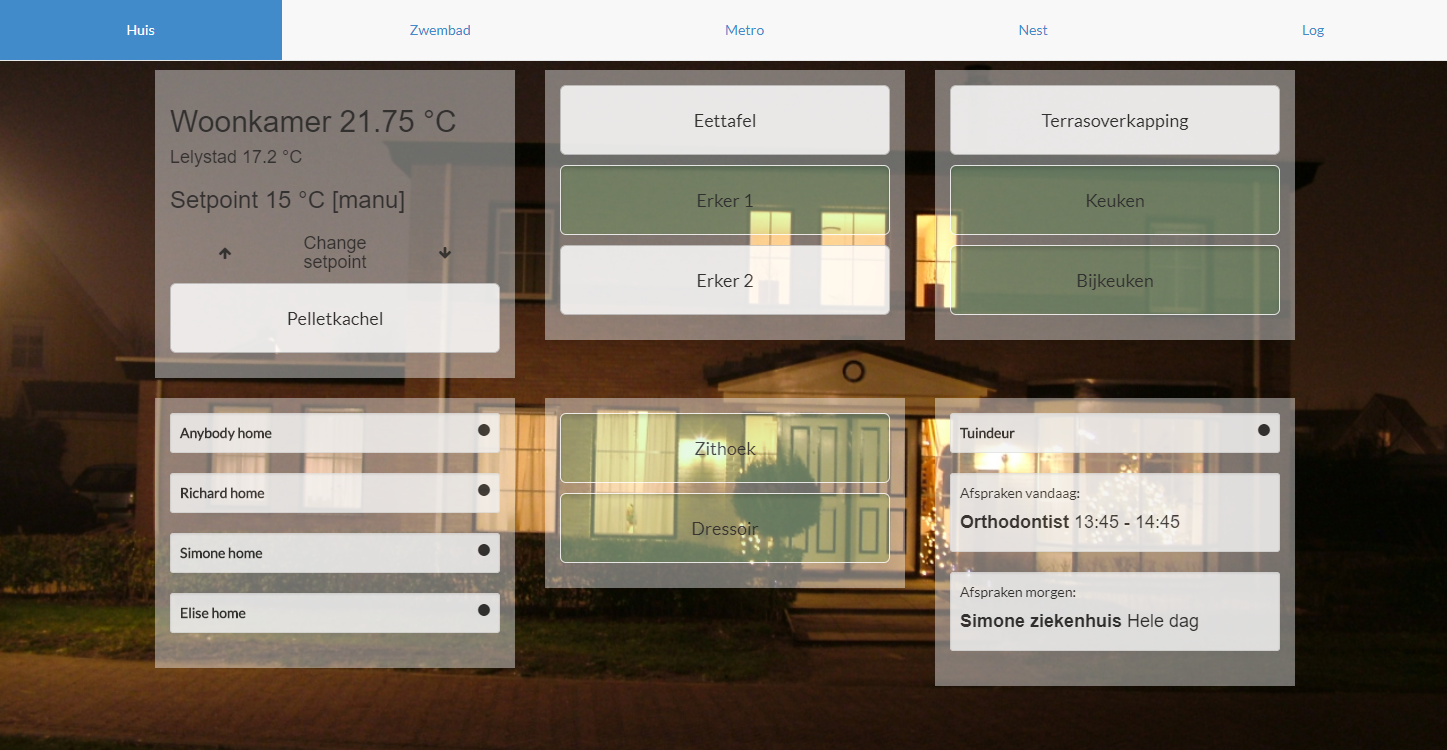 Huis
Zwembad
Metro
Nest
Log
Woonkamer 21.75 °C
Lelystad 17.2 °C
Setpoint 15 °C [manu]
Change
setpoint
Pelletkachel
Eettafel
Erker 1
Erker 2
Terrasoverkapping
Keuken
Bijkeuken
Anybody home
Richard home
Simone home
Elise home
Zithoek
Dressoir
Tuindeur
Afspraken vandaag:
Orthodontist 13:45 - 14:45
Afspraken morgen:
Simone ziekenhuis Hele dag